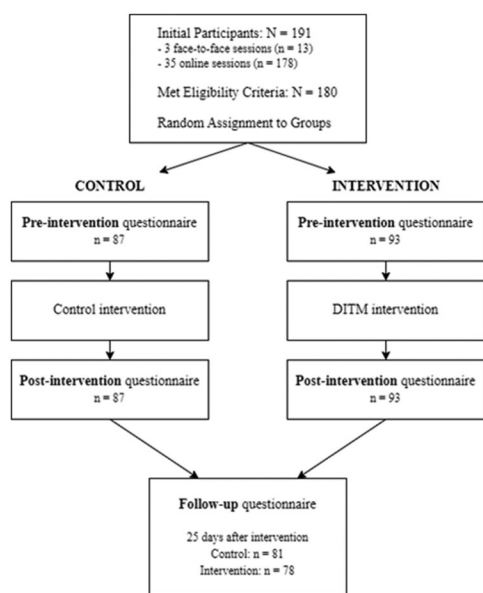 Initial Participants: N = 191
- 3 face-to-face sessions (n = 13)
- 35 online sessions (n = 178)
Met Eligibility Criteria: N = 180
Random Assignment to Groups
CONTROL
INTERVENTION
Pre-intervention questionnaire
n = 87
Pre-intervention questionnaire
n = 93
Control intervention
DITM intervention
Post-intervention questionnaire
n = 87
Post-intervention questionnaire
n = 93
Follow-up questionnaire
25 days after intervention
Control: n = 81
Intervention: n = 78